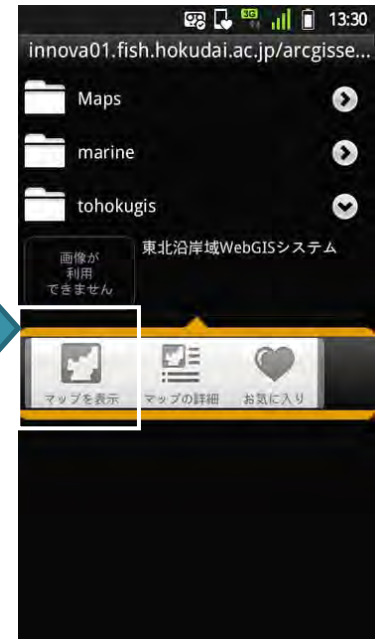 3G 13:30
innova01.fish.hokudai.ac.jp/arcgisse...
Maps
marine
tohokugis
東北沿岸域WebGISシステム
画像が
利用
できません
マップを表示 マップの詳細 お気に入り